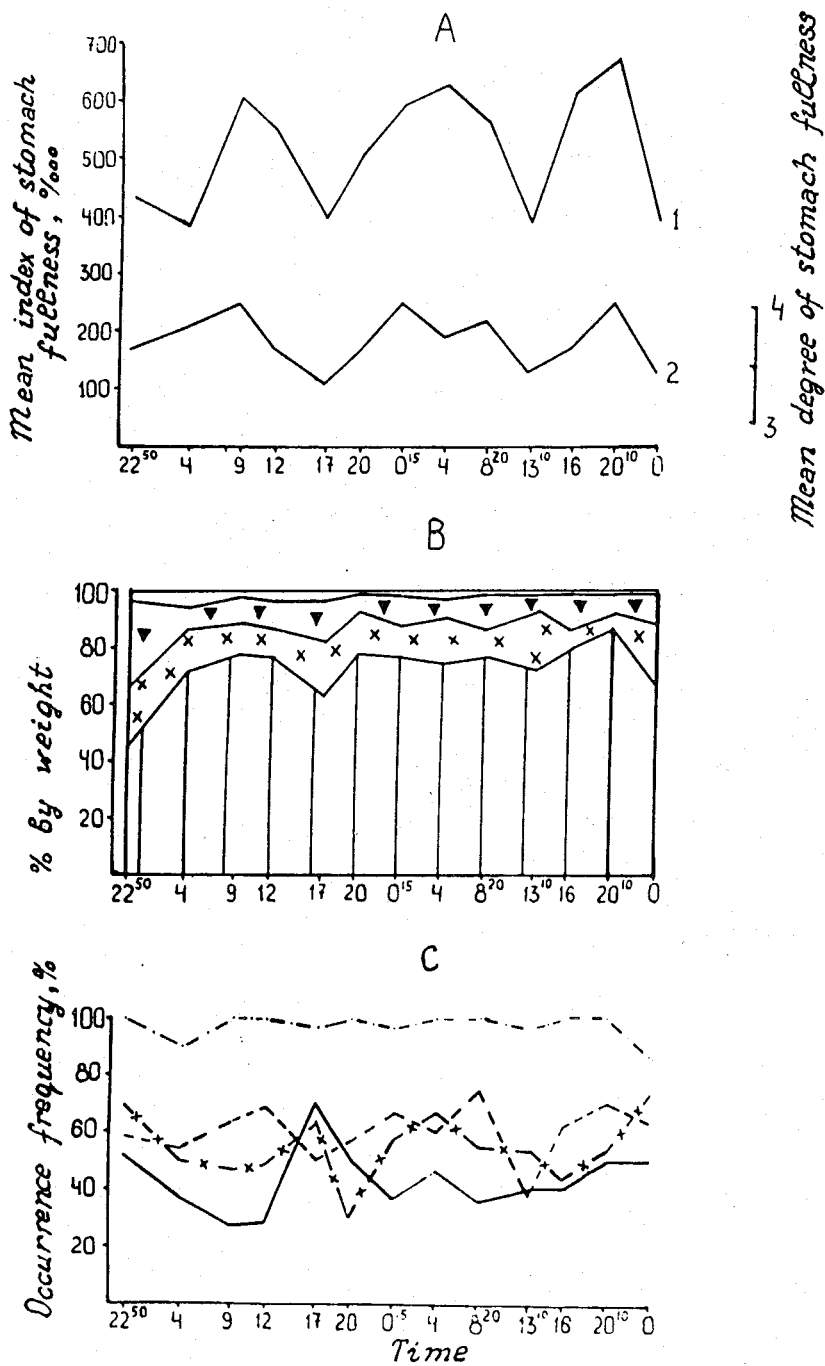 A
Mean index of stomach
fullness, %ooo
700
600
500
400
300
200
100
1
2
22⁵⁰ 4 9 12 17 20 0¹⁵ 4 8²⁰ 13¹⁰ 16 20¹⁰ 0
Mean degree of stomach fullness
4
3
B
% By weight
100
80
60
40
20
22⁵⁰ 4 9 12 17 20 0¹⁵ 4 8²⁰ 13¹⁰ 16 20¹⁰ 0
C
Occurrence frequency, %
100
80
60
40
20
22⁵⁰ 4 9 12 17 20 0¹⁵ 4 8²⁰ 13¹⁰ 16 20¹⁰ 0
Time